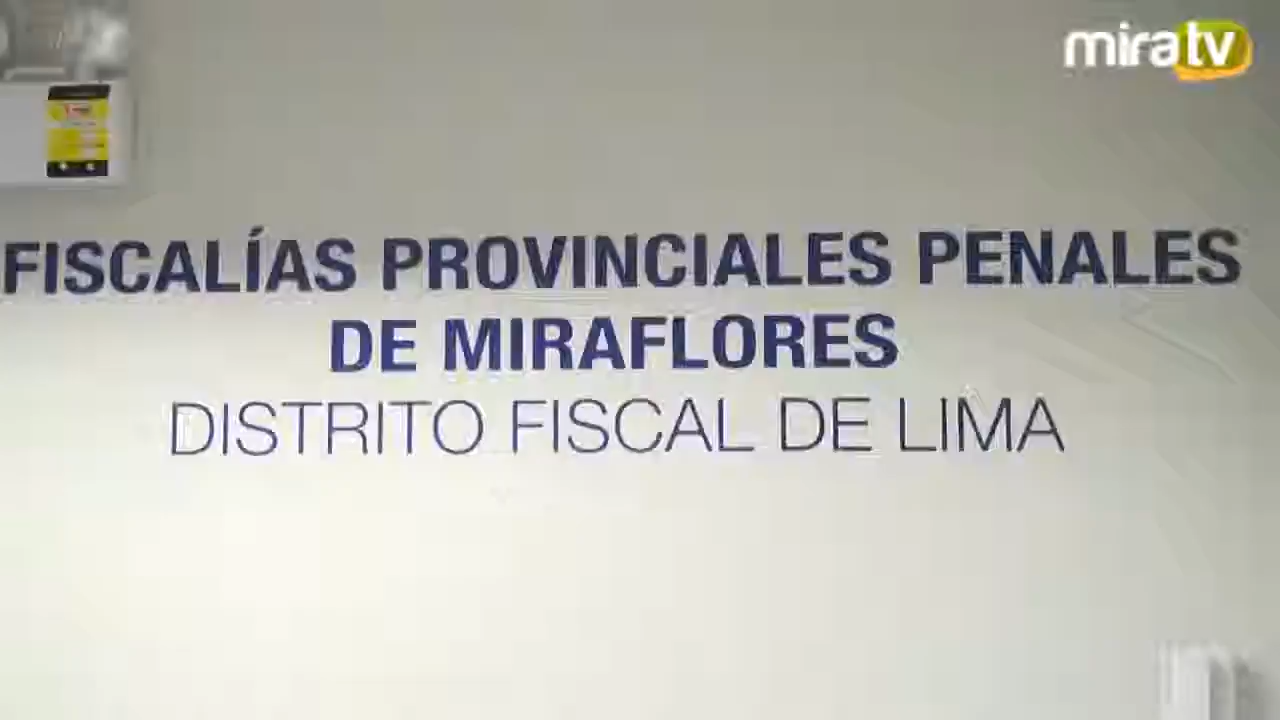 miratv
FISCALÍAS PROVINCIALES PENALES
DE MIRAFLORES
DISTRITO FISCAL DE LIMA